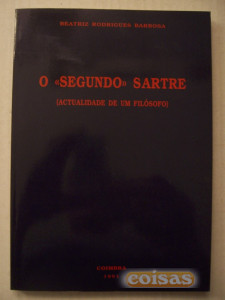 BEATRIZ RODRIGUES BARBOSA
O «SEGUNDO» SARTRE
(ACTUALIDADE DE UM FILÓSOFO)
COIMBRA
coisas